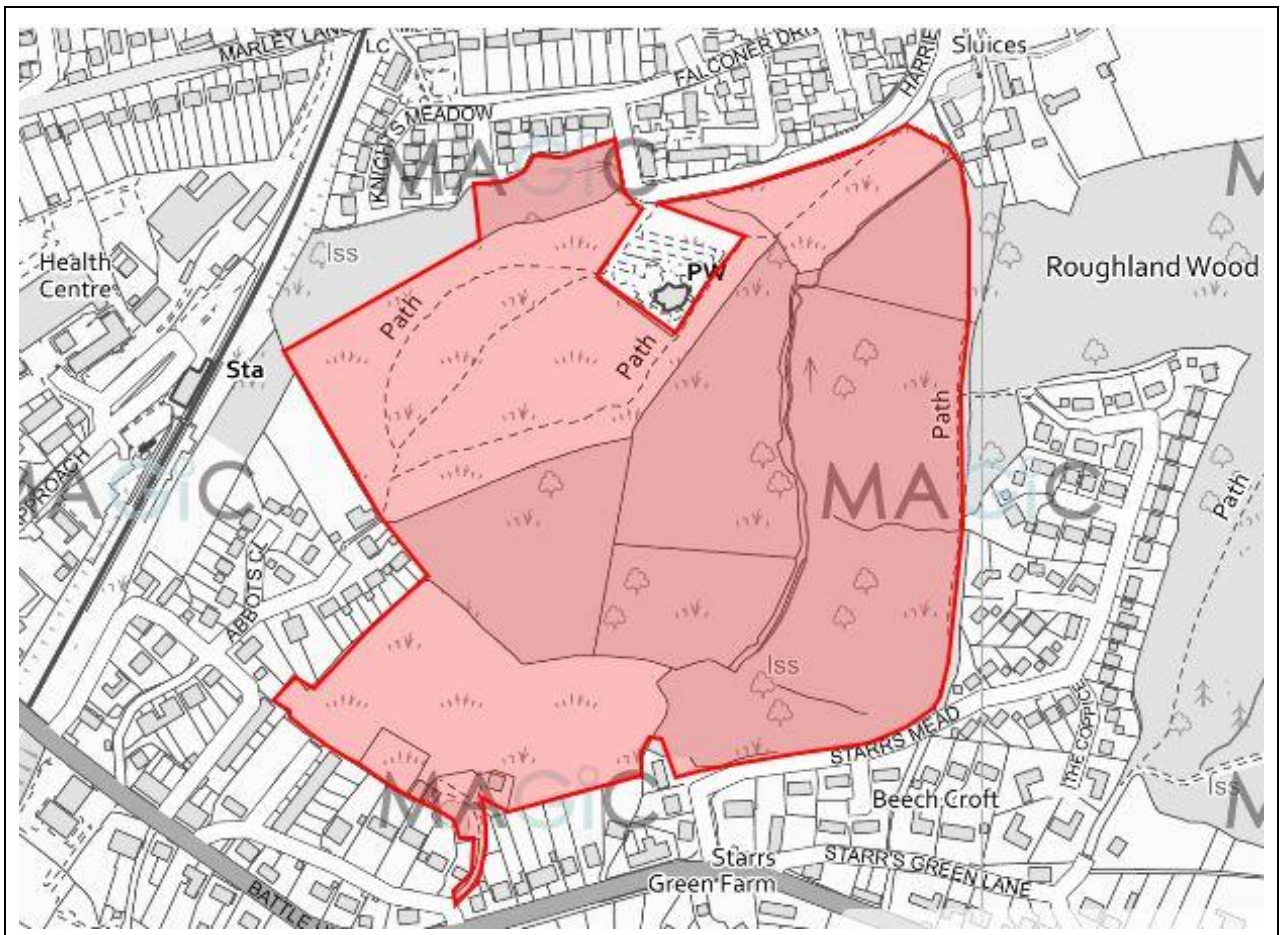 MARLEY LANE
LC
FALCONER DR
HARRIE
Sluices
KNIGHTS MEADOW
MAGiC
M
Health
Centre
Iss
Path
PW
Roughland Wood
Sta
Path
Path
MAGiC
MAGiC
PPROACH
ABBOTS Cl
Path
Iss
STARR'S MEAD
THE COPPICE
MAGiC
Iss
M
Beech Croft
Starrs
Green Farm
STARR'S GREEN LANE
BATTLE H